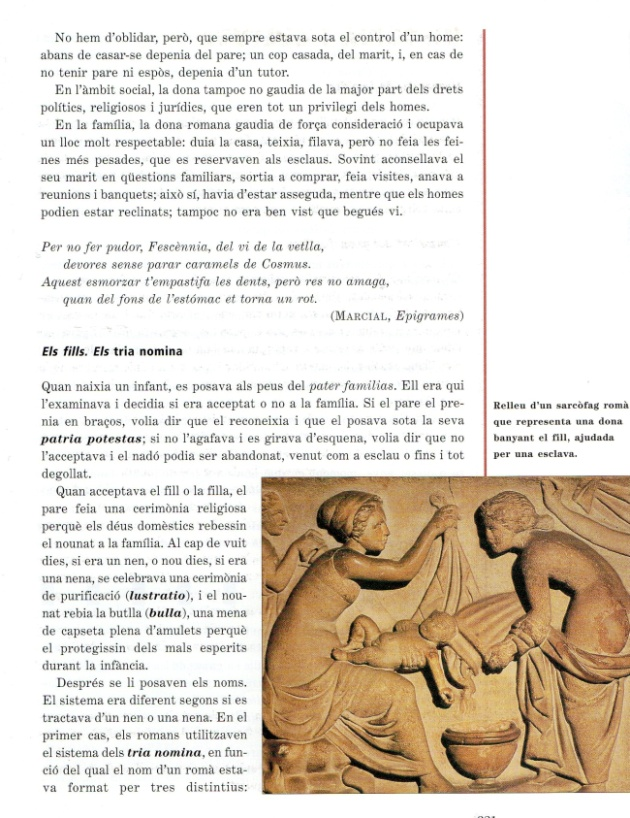 No hem d'oblidar, però, que sempre estava sota el control d'un home:
abans de casar-se depenia del pare; un cop casada, del marit, i, en cas de
no tenir pare ni espòs, depenia d'un tutor.
En l'àmbit social, la dona tampoc no gaudia de la major part dels drets
polítics, religiosos i jurídics, que eren tot un privilegi dels homes.
En la família, la dona romana gaudia de força consideració i ocupava
un lloc molt respectable: duia la casa, teixia, filava, però no feia les fei-
nes més pesades, que es reservaven als esclaus. Sovint aconsellava el
seu marit en qüestions familiars, sortia a comprar, feia visites, anava a
reunions i banquets; això sí, havia d'estar asseguda, mentre que els homes
podien estar reclinats; tampoc no era ben vist que begués vi.
Per no fer pudor, Fescènnia, del vi de la vetlla,
devores sense parar caramels de Cosmus.
Aquest esmorzar t'empastifa les dents, però res no amaga,
quan del fons de l'estómac et torna un rot.
(MARCIAL, Epigrames)
Els fills. Els tria nomina
Quan naixia un infant, es posava als peus del pater familias. Ell era qui
l'examinava i decidia si era acceptat o no a la família. Si el pare el pre-
nia en braços, volia dir que el reconeixia i que el posava sota la seva
patria potestas; si no l'agafava i es girava d'esquena, volia dir que no
l'acceptava i el nadó podia ser abandonat, venut com a esclau o fins i tot
degollat.
Quan acceptava el fill o la filla, el
pare feia una cerimònia religiosa
perquè els déus domèstics rebessin
el nounat a la família. Al cap de vuit
dies, si era un nen, o nou dies, si era
una nena, se celebrava una cerimònia
de purificació (lustratio), i el nou-
nat rebia la butlla (bulla), una mena
de capseta plena d'amulets perquè
el protegissin dels mals esperits
durant la infància.
Després se li posaven els noms.
El sistema era diferent segons si es
tractava d'un nen o una nena. En el
primer cas, els romans utilitzaven
el sistema dels tria nomina, en fun-
ció del qual el nom d'un romà esta-
va format per tres distintius:
Relleu d'un sarcòfag romà
que representa una dona
banyant el fill, ajudada
per una esclava.